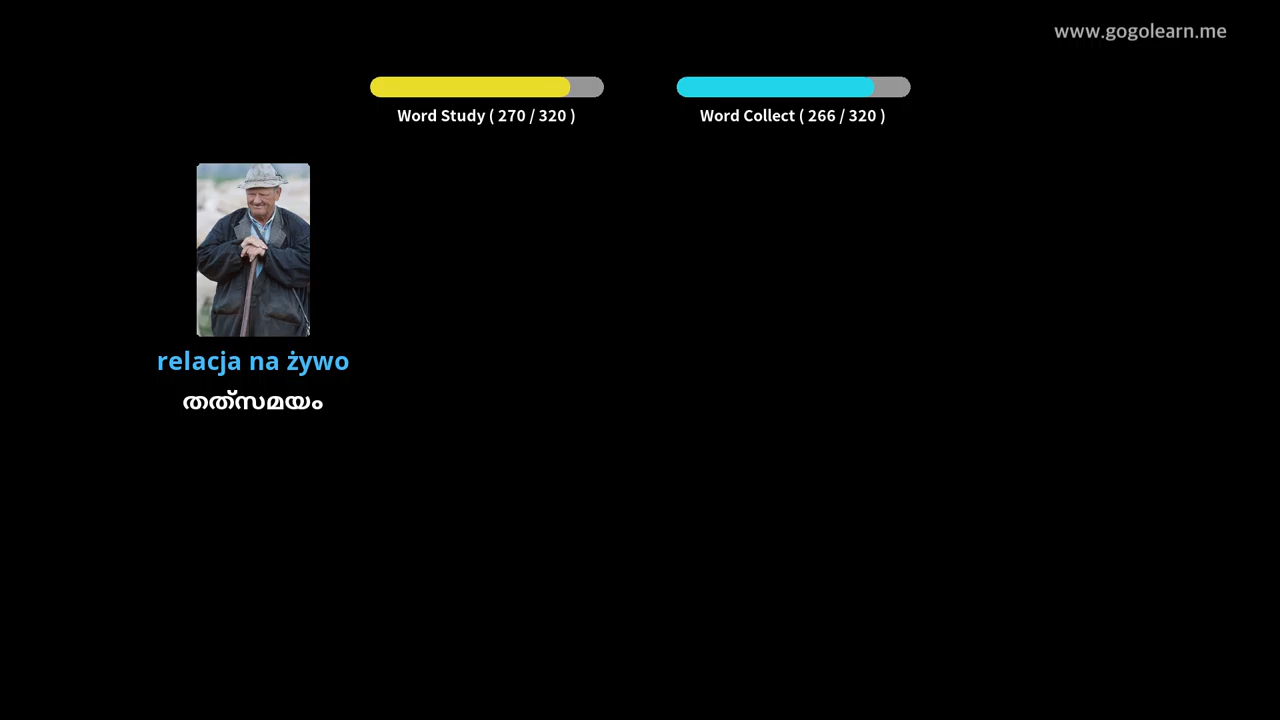 www.gogolearn.me
Word Study ( 270 / 320 )
Word Collect ( 266 / 320 )
relacja na żywo
തത്സമയം